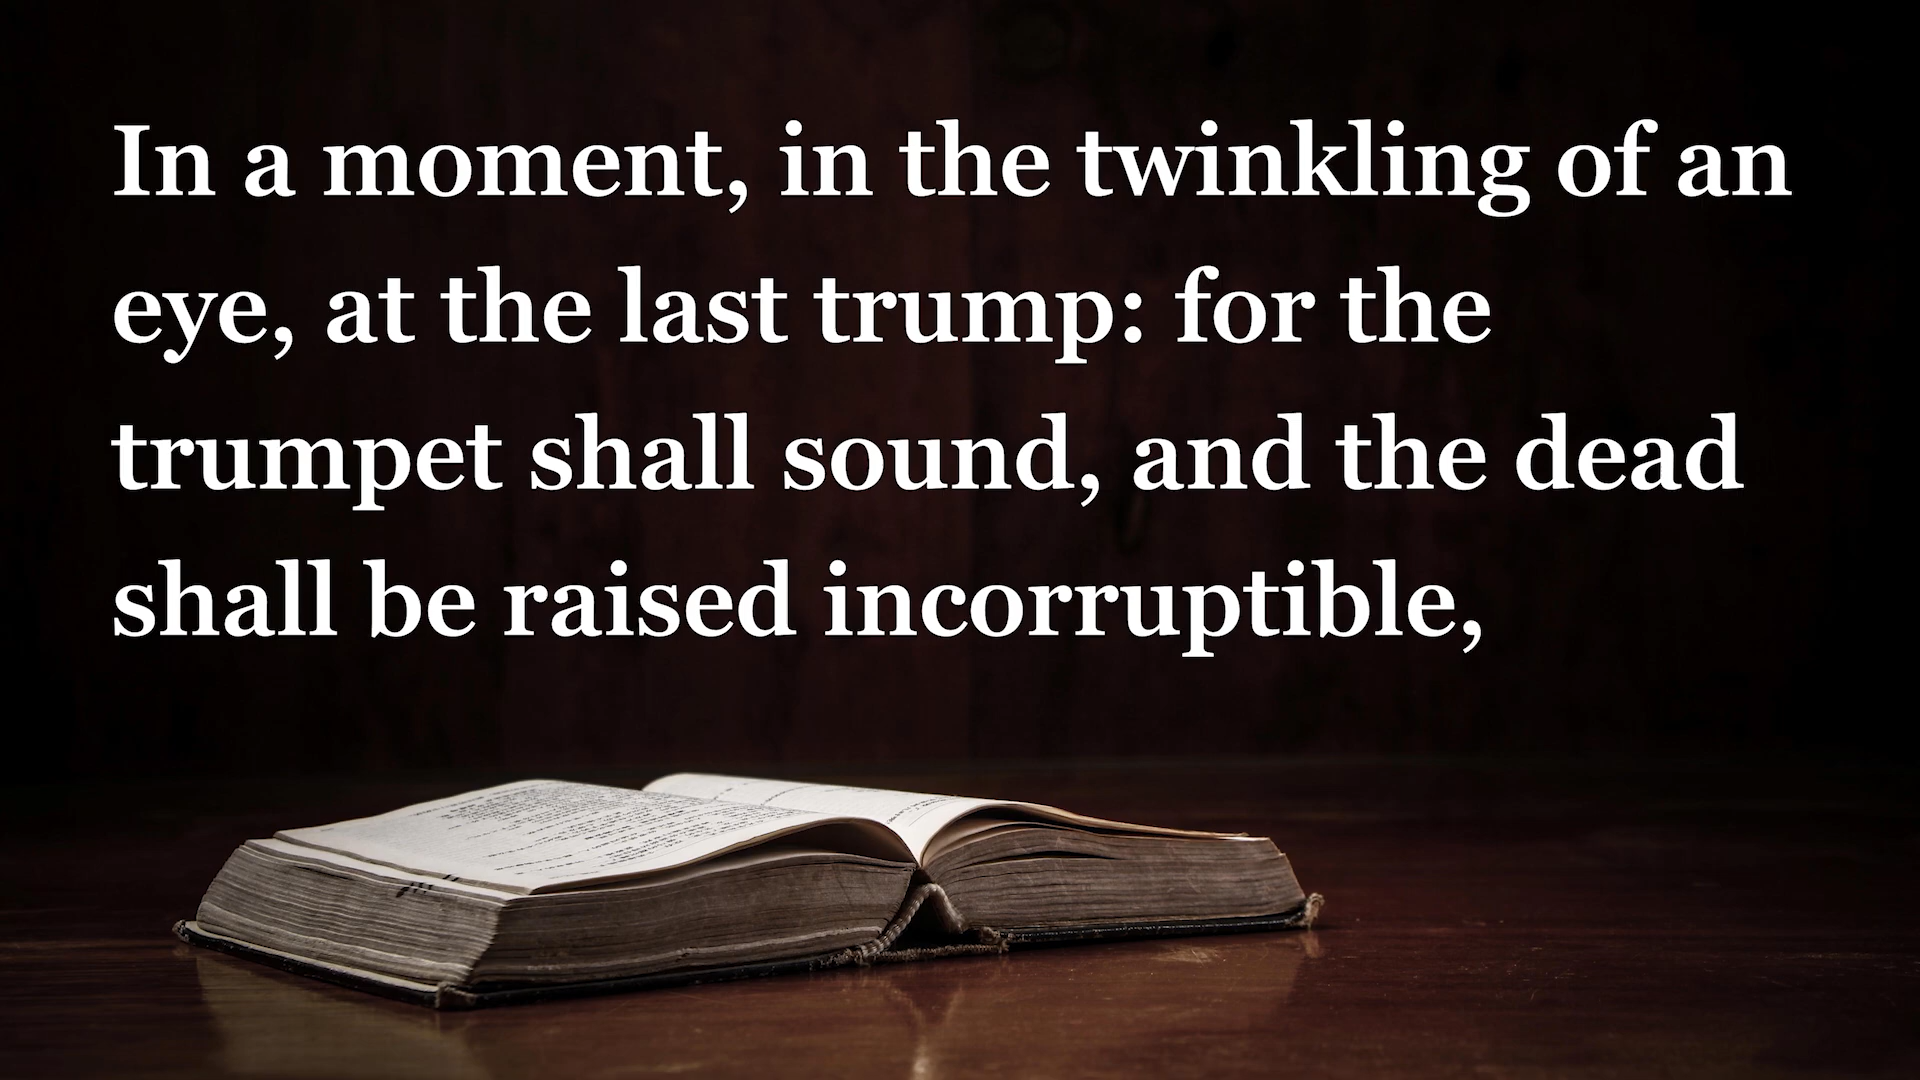 In a moment, in the twinkling of an
eye, at the last trump: for the
trumpet shall sound, and the dead
shall be raised incorruptible,